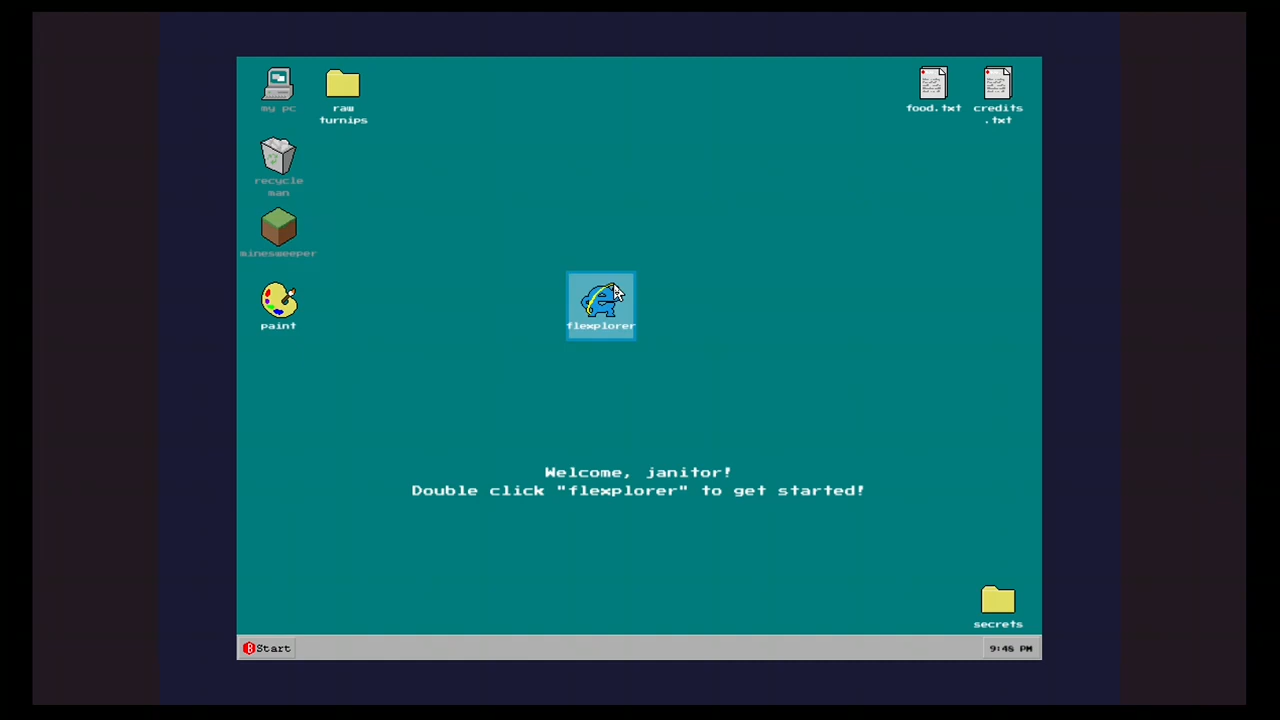 my pc
raw
turnips
food.txt
credits
.txt
recycle
man
minesweeper
paint
flexplorer
Welcome, janitor!
Double click "flexplorer" to get started!
secrets
Start
9:48 PM